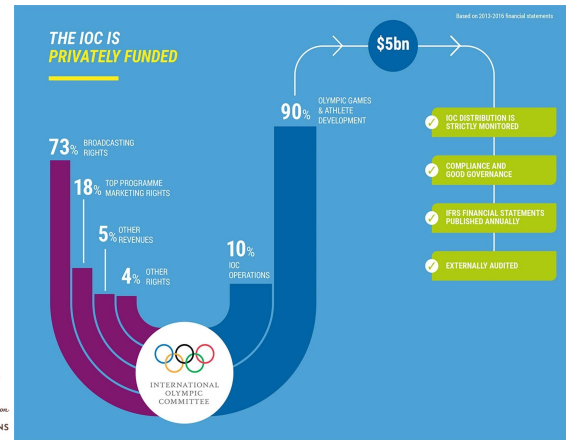 Based on 2013-2016 financial statements
THE IOC IS
PRIVATELY FUNDED
$5bn
90% OLYMPIC GAMES
& ATHLETE
DEVELOPMENT
73% BROADCASTING
RIGHTS
18% TOP PROGRAMME
MARKETING RIGHTS
5% OTHER
REVENUES
4% OTHER
RIGHTS
10%
IOC
OPERATIONS
IOC DISTRIBUTION IS
STRICTLY MONITORED
COMPLIANCE AND
GOOD GOVERNANCE
IFRS FINANCIAL STATEMENTS
PUBLISHED ANNUALLY
EXTERNALLY AUDITED
INTERNATIONAL
OLYMPIC
COMMITTEE